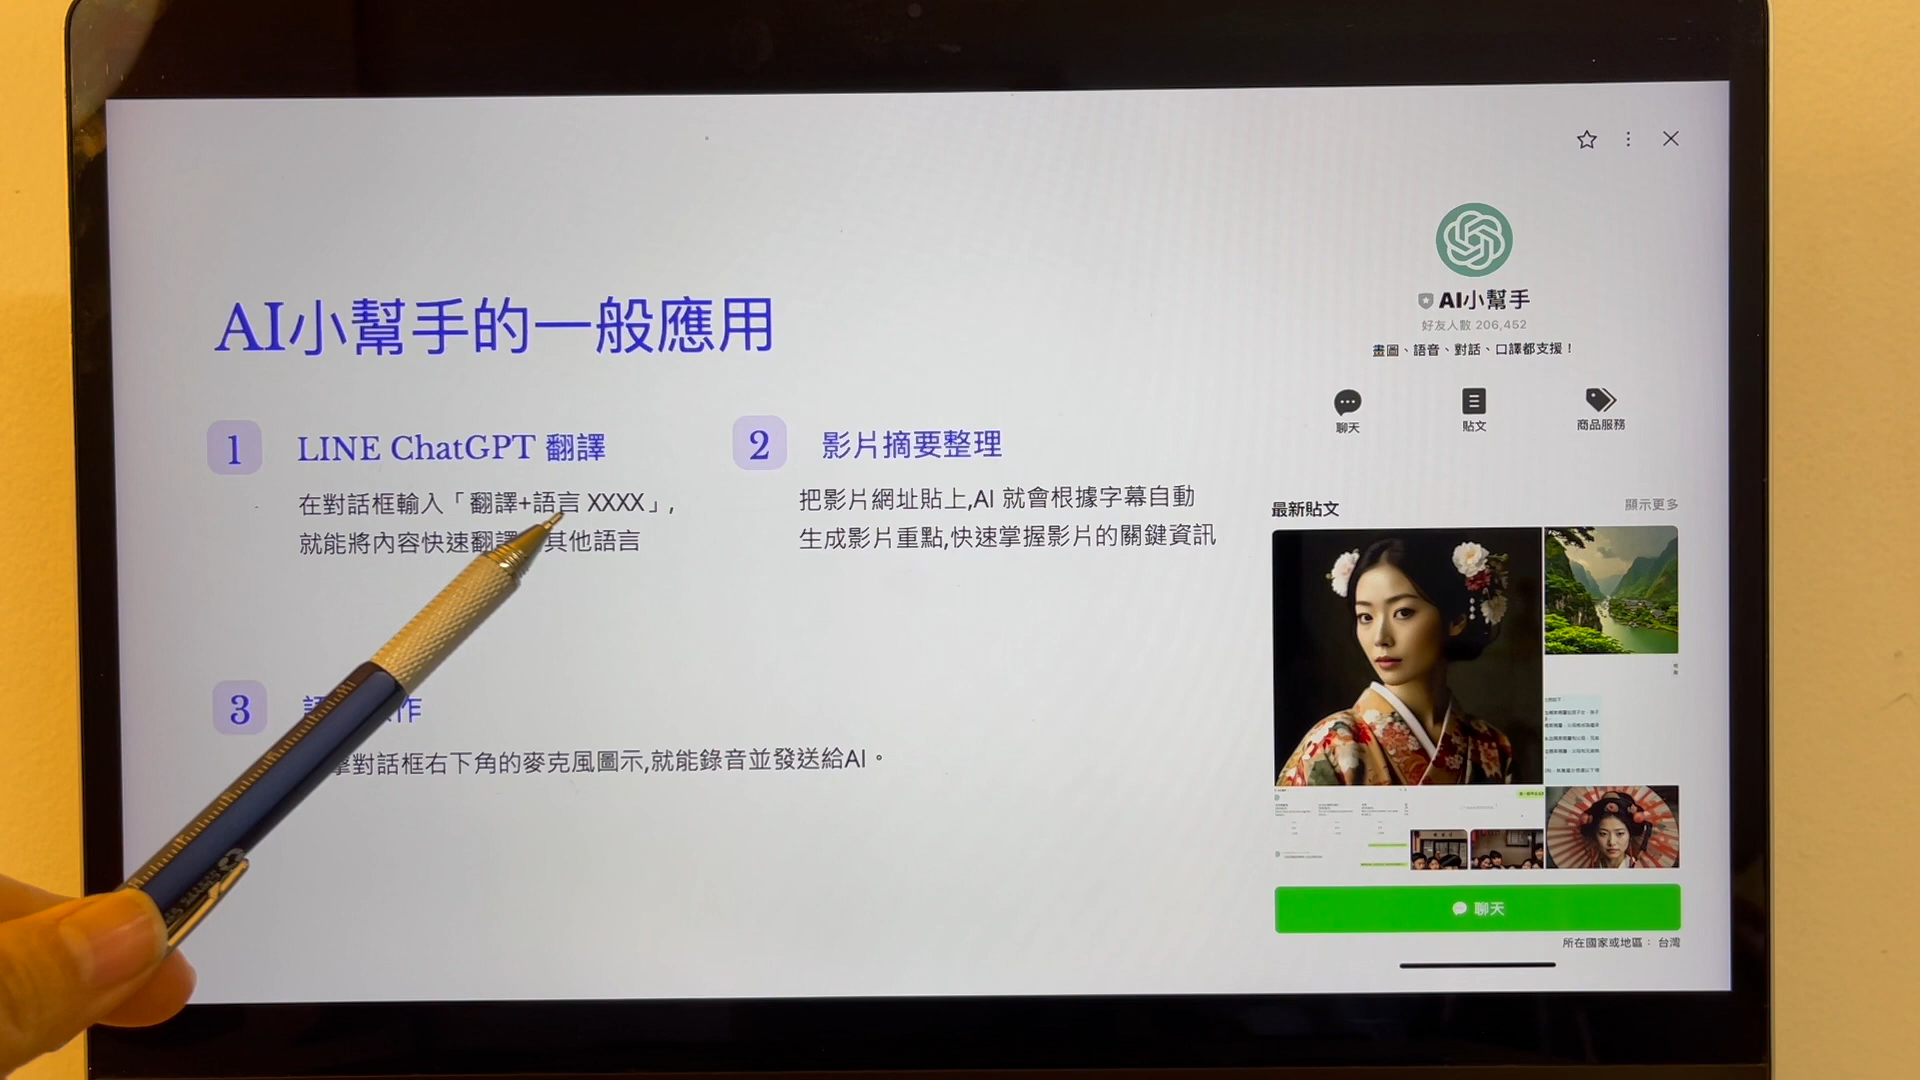 AI小幫手的一般應用
1
LINE ChatGPT 翻譯
在對話框輸入「翻譯+語言 XXXX」,
就能將內容快速翻譯 其他語言
2
影片摘要整理
把影片網址貼上,AI 就會根據字幕自動
生成影片重點,快速掌握影片的關鍵資訊
3
作
對話框右下角的麥克風圖示,就能錄音並發送給AI。
AI小幫手
好友人數 206,452
畫圖、語音、對話、口譯都支援!
聊天
貼文
商品服務
最新貼文
顯示更多
聊天
所在國家或地區: 台灣